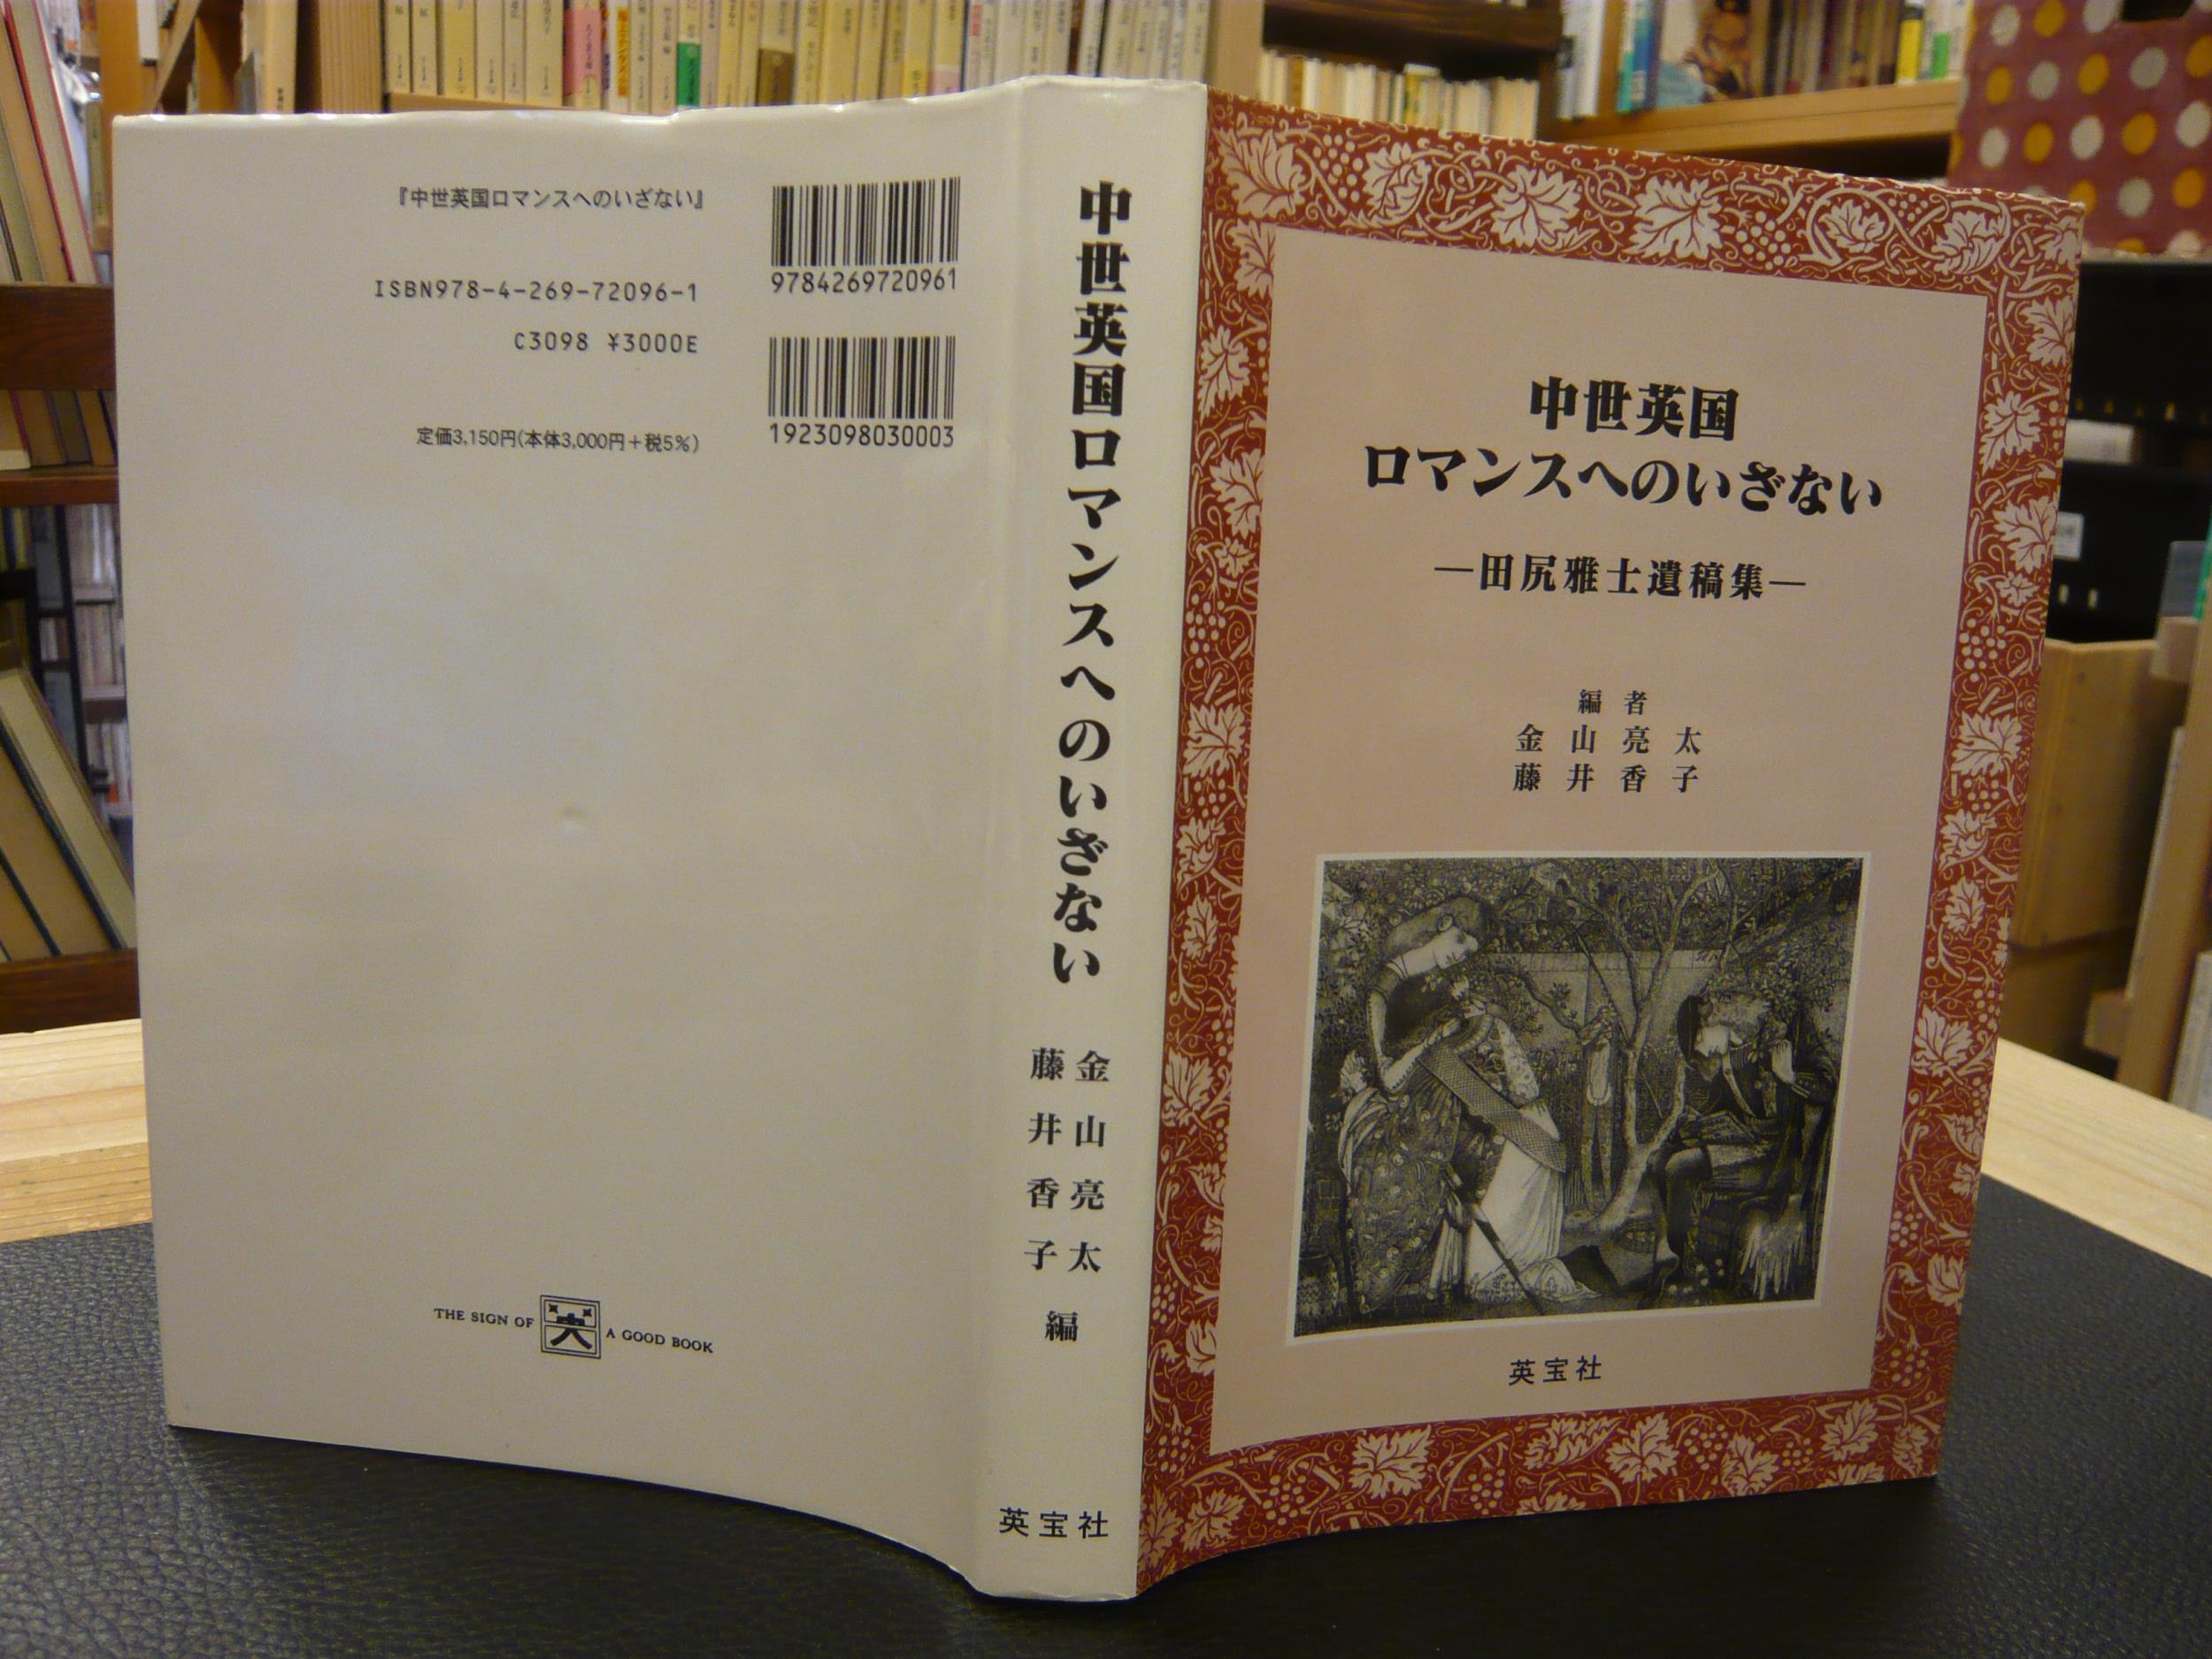 『中世英国ロマンスへのいざない』
ISBN978-4-269-72096-1
C3098 ¥3000E
定価3,150円(本体3,000円+税5%)
9784269720961
1923098030003
THE SIGN OF
A GOOD BOOK
中世英国ロマンスへのいざない
金山亮太
藤井香子
編
英宝社
中世英国
ロマンスへのいざない
—田尻雅士遺稿集—
編者
金山亮太
藤井香子
英宝社